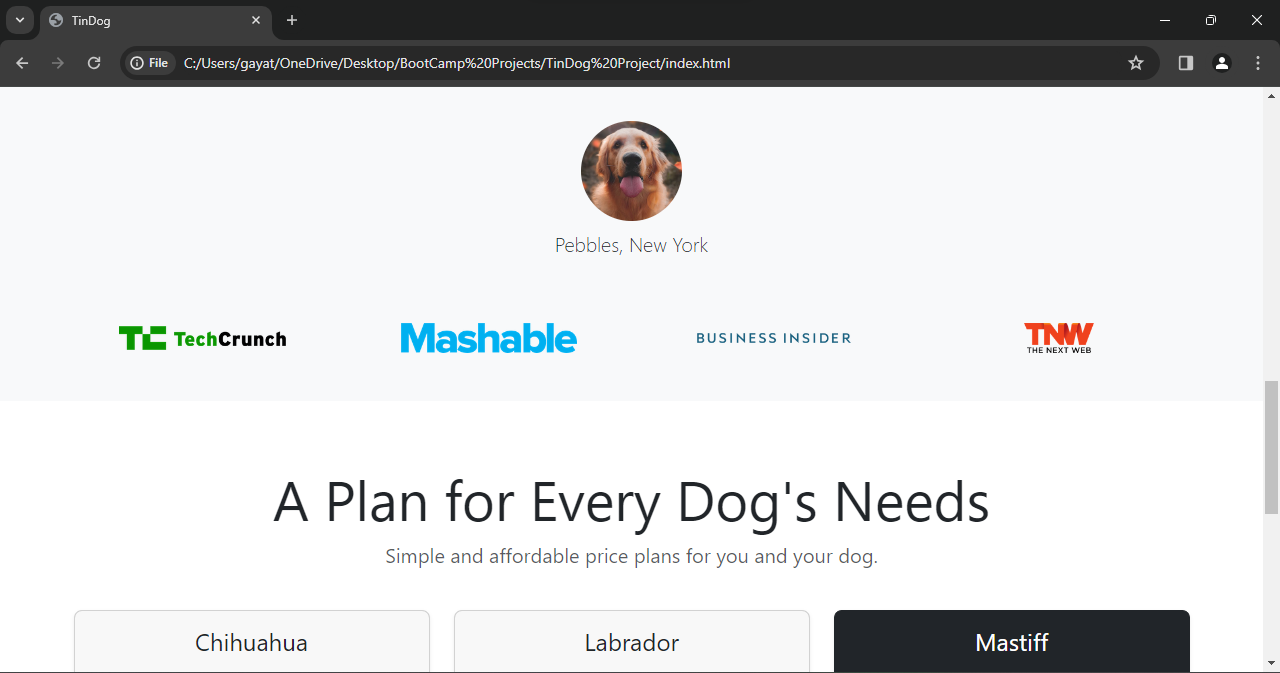 TinDog
File C:/Users/gayat/OneDrive/Desktop/BootCamp%20Projects/TinDog%20Project/index.html
Pebbles, New York
TC TechCrunch
Mashable
BUSINESS INSIDER
TNW
THE NEXT WEB
A Plan for Every Dog's Needs
Simple and affordable price plans for you and your dog.
Chihuahua
Labrador
Mastiff